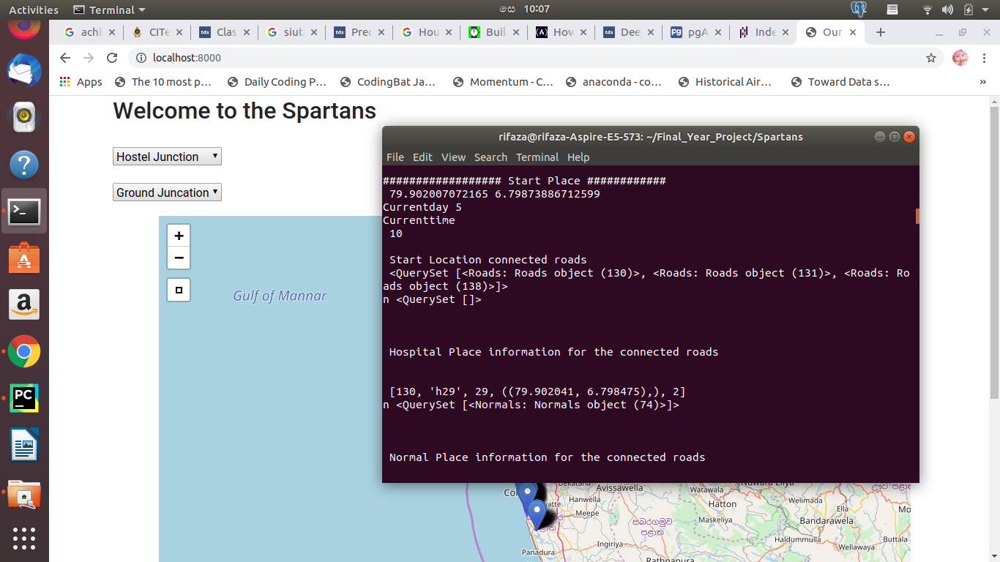 Activities
Terminal
සෙ 10:07
achi
CITe
Clas
siuta
Prec
Hou
Buil
How
Dee
pgA
Inde
Our
localhost:8000
Apps
The 10 most p…
Daily Coding P…
CodingBat Ja…
Momentum - C…
anaconda - co…
Historical Air…
Toward Data s…
»
Welcome to the Spartans
Hostel Junction
Ground Juncation
+
−
Gulf of Mannar
rifaza@rifaza-Aspire-E5-573: ~/Final_Year_Project/Spartans
File Edit View Search Terminal Help
################## Start Place ############
79.902007072165 6.79873886712599
Currentday 5
Currenttime
10
Start Location connected roads
<QuerySet [<Roads: Roads object (130)>, <Roads: Roads object (131)>, <Roads: Ro
ads object (138)>]>
n <QuerySet []>
Hospital Place information for the connected roads
[130, 'h29', 29, ((79.902041, 6.798475),), 2]
n <QuerySet [<Normals: Normals object (74)>]>
Normal Place information for the connected roads
Dekatana
Avissawella
Nuwara Eliya
Hanwella
Watawala
Welimada
Hatton
Ella
Meepe
Maskeliya
Bandarawela
සබරගමුව
පළාත
Ingiriya
Haldummulla
Buttala
Panadura
Wellawaya
Ratnapura